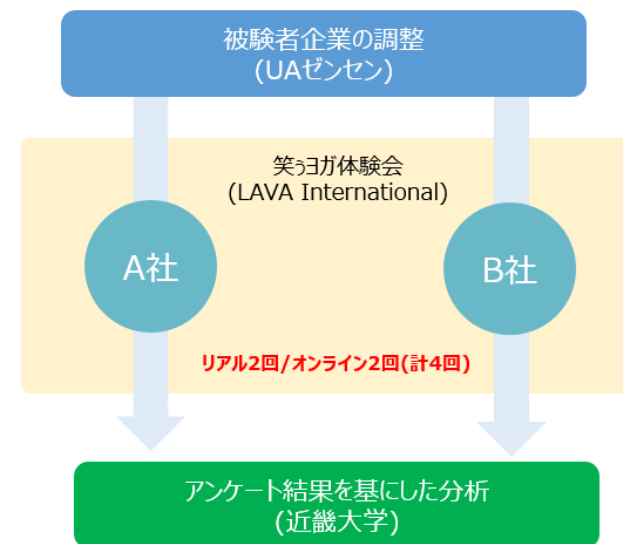 被験者企業の調整
(UAゼンセン)
笑うヨガ体験会
(LAVA International)
A社
B社
リアル2回/オンライン2回(計4回)
アンケート結果を基にした分析
(近畿大学)